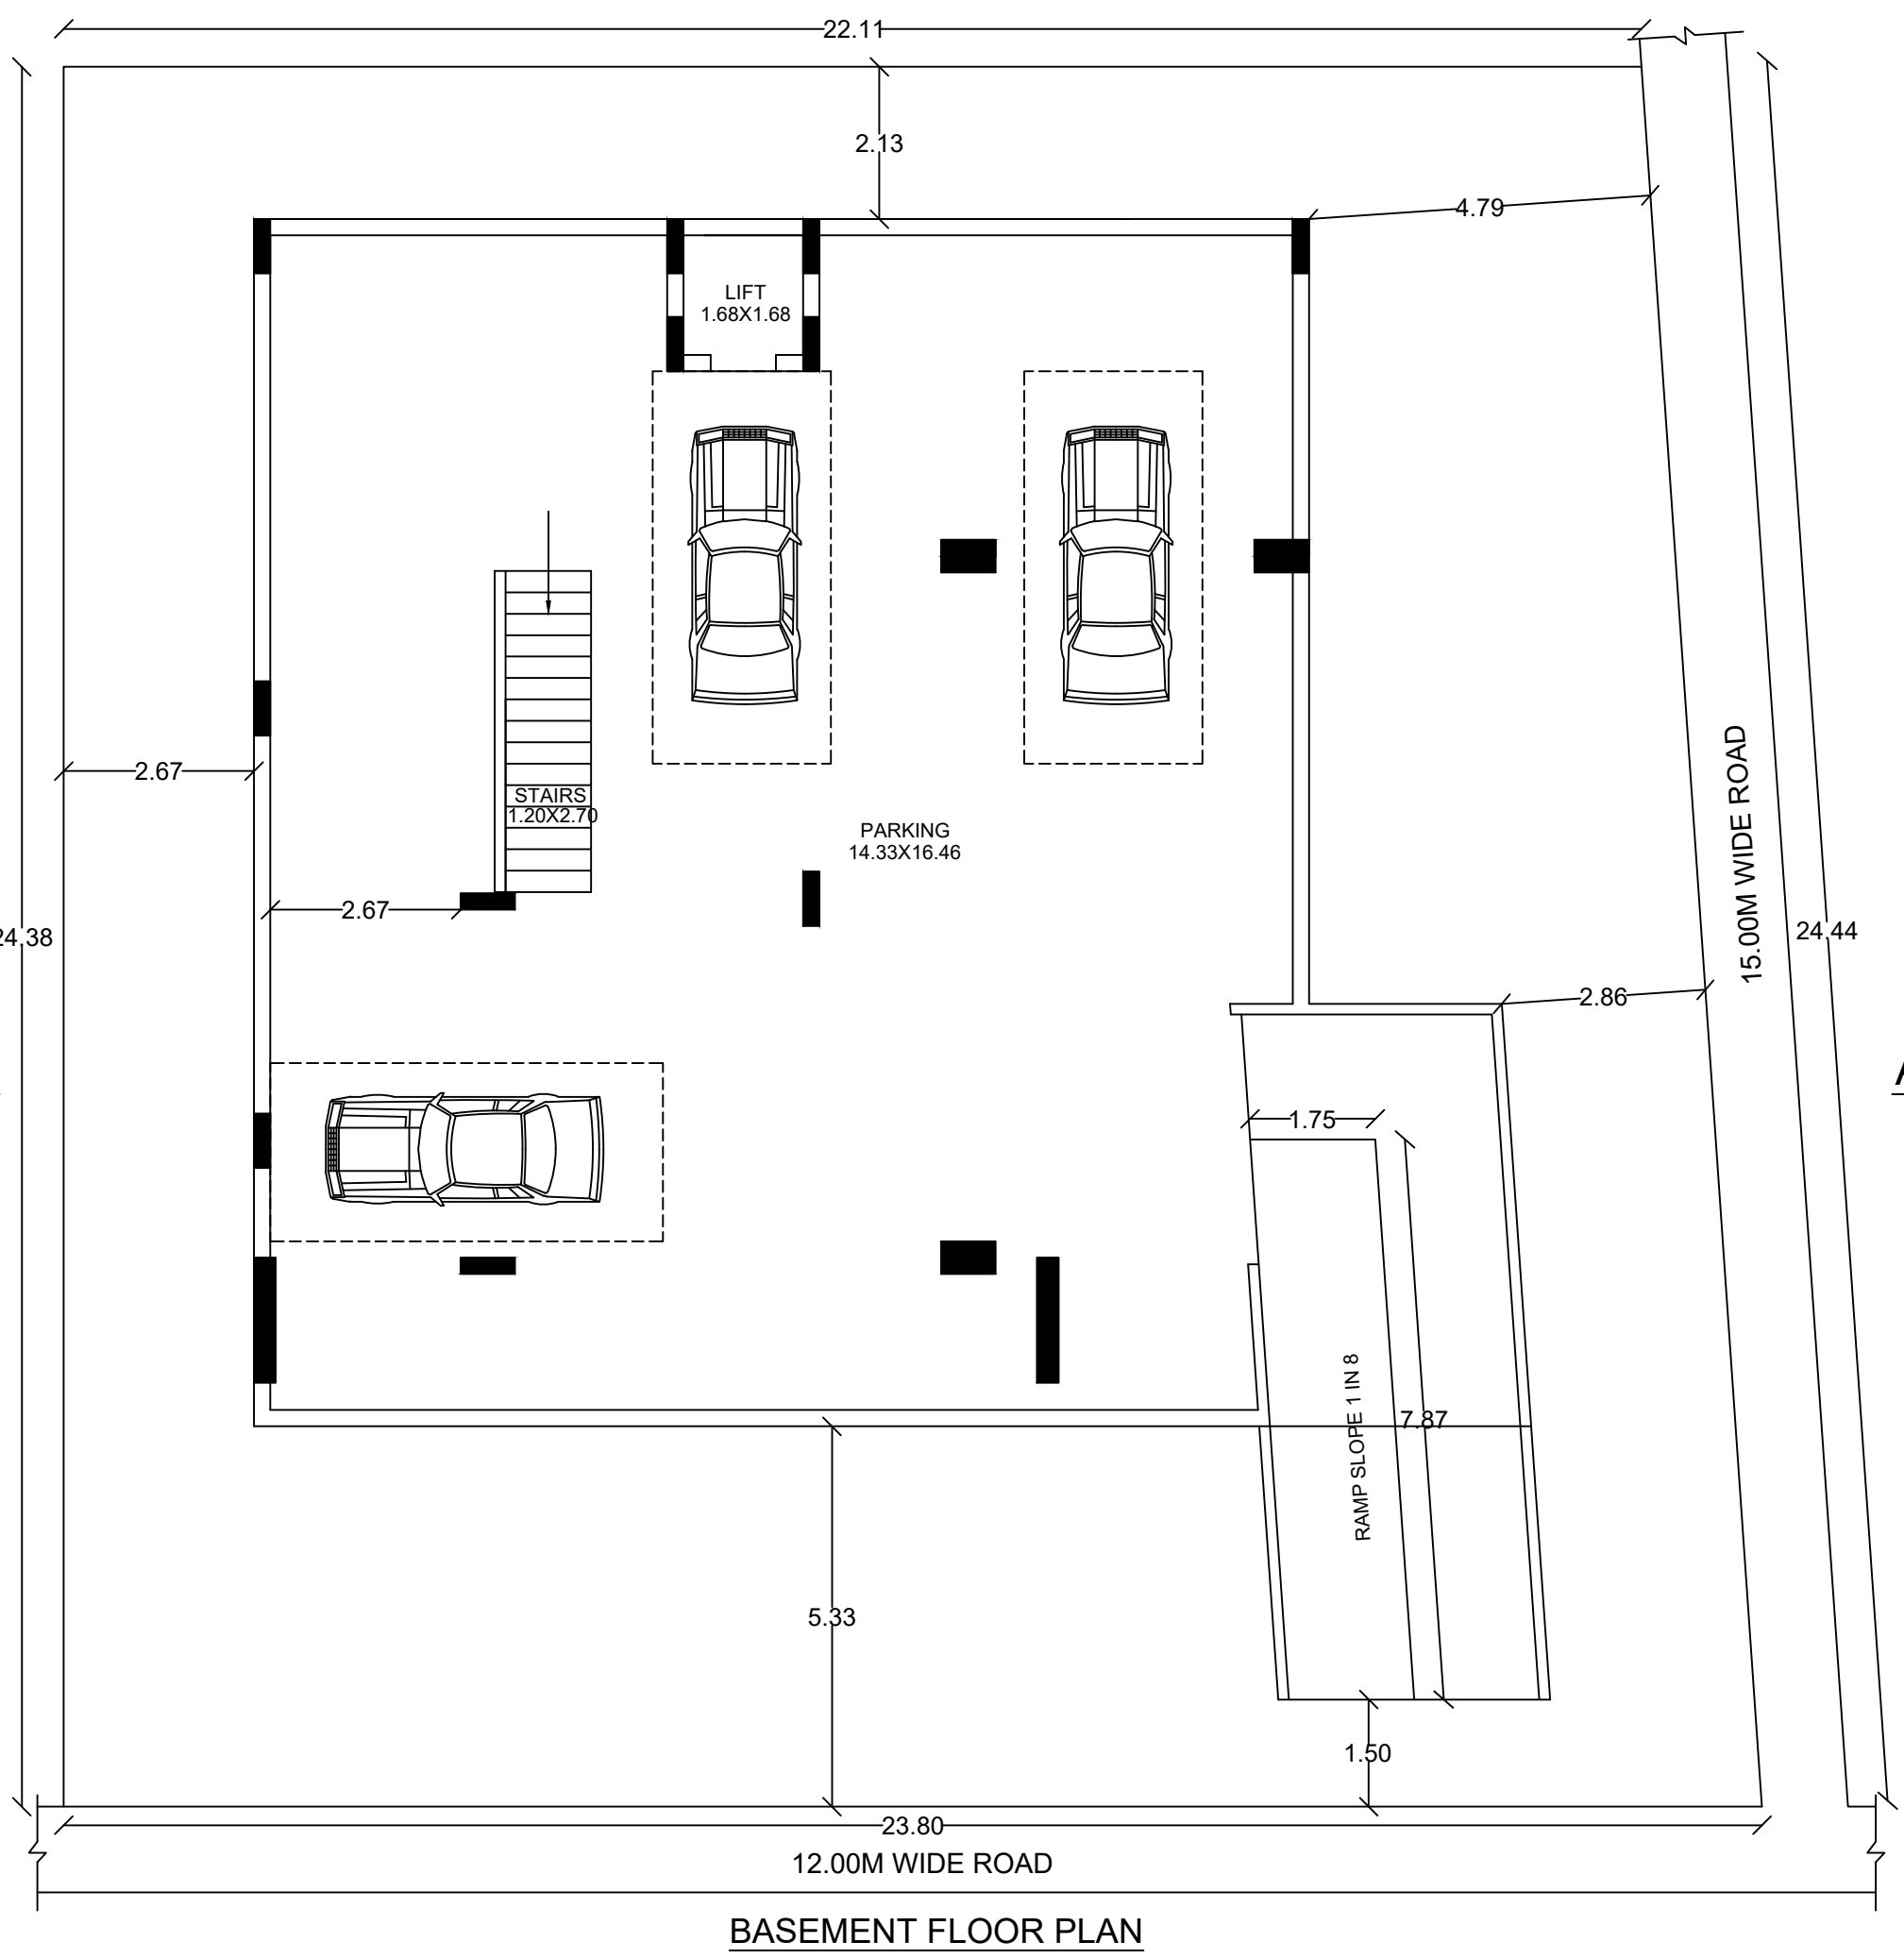 22.11
2.13
4.79
LIFT
1.68X1.68
2.67
STAIRS
1.20X2.70
PARKING
14.33X16.46
15.00M WIDE ROAD
2.67
24.38
24.44
2.86
A
1.75
RAMP SLOPE 1 IN 8
7.87
5.33
1.50
23.80
12.00M WIDE ROAD
BASEMENT FLOOR PLAN